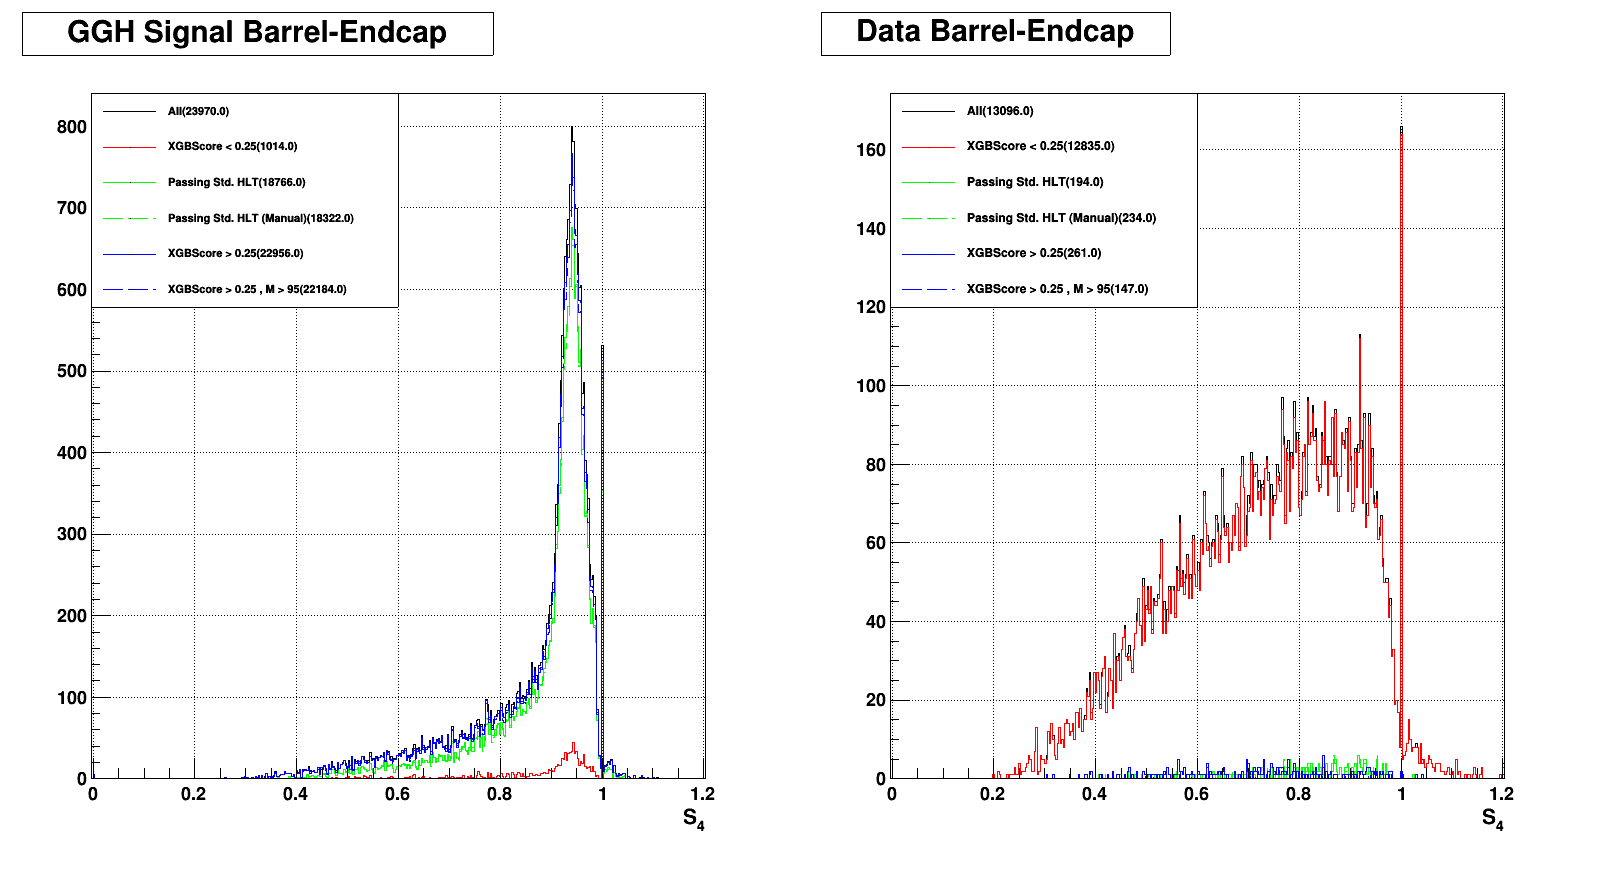 GGH Signal Barrel-Endcap
All(23970.0)
XGBScore < 0.25(1014.0)
Passing Std. HLT(18766.0)
Passing Std. HLT (Manual)(18322.0)
XGBScore > 0.25(22956.0)
XGBScore > 0.25 , M > 95(22184.0)
800
700
600
500
400
300
200
100
0
0 0.2 0.4 0.6 0.8 1 1.2
S4
Data Barrel-Endcap
All(13096.0)
XGBScore < 0.25(12835.0)
Passing Std. HLT(194.0)
Passing Std. HLT (Manual)(234.0)
XGBScore > 0.25(261.0)
XGBScore > 0.25 , M > 95(147.0)
160
140
120
100
80
60
40
20
0
0 0.2 0.4 0.6 0.8 1 1.2
S4